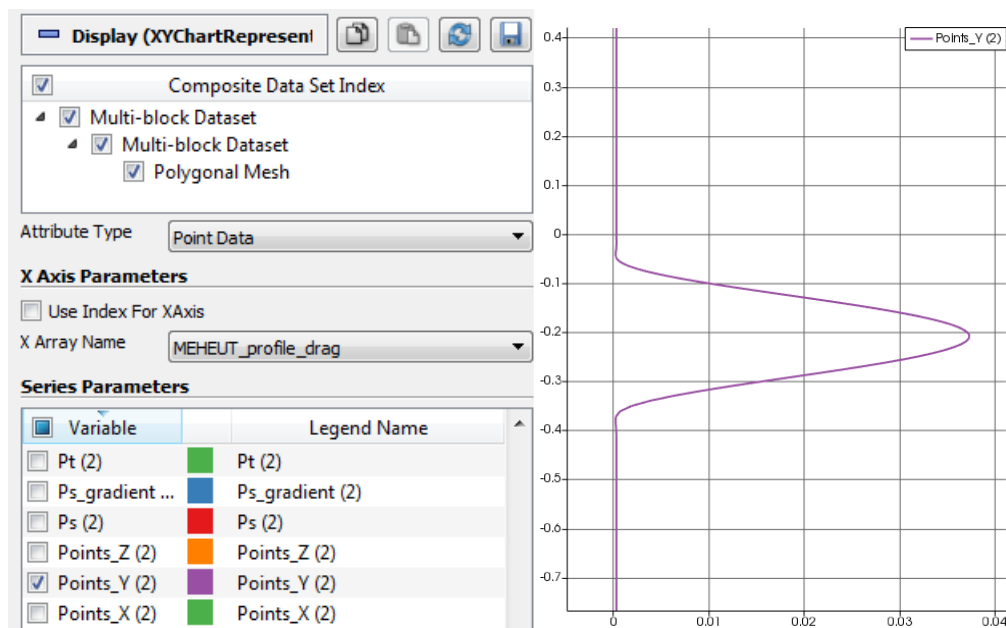 Display (XYChartRepresent
Composite Data Set Index
Multi-block Dataset
Multi-block Dataset
Polygonal Mesh
Attribute Type
Point Data
X Axis Parameters
Use Index For XAxis
X Array Name
MEHEUT_profile_drag
Series Parameters
Variable Legend Name
Pt (2) Pt (2)
Ps_gradient ... Ps_gradient (2)
Ps (2) Ps (2)
Points_Z (2) Points_Z (2)
Points_Y (2) Points_Y (2)
Points_X (2) Points_X (2)
Points_Y (2)
0.4
0.3
0.2
0.1
0
-0.1
-0.2
-0.3
-0.4
-0.5
-0.6
-0.7
0 0.01 0.02 0.03 0.04